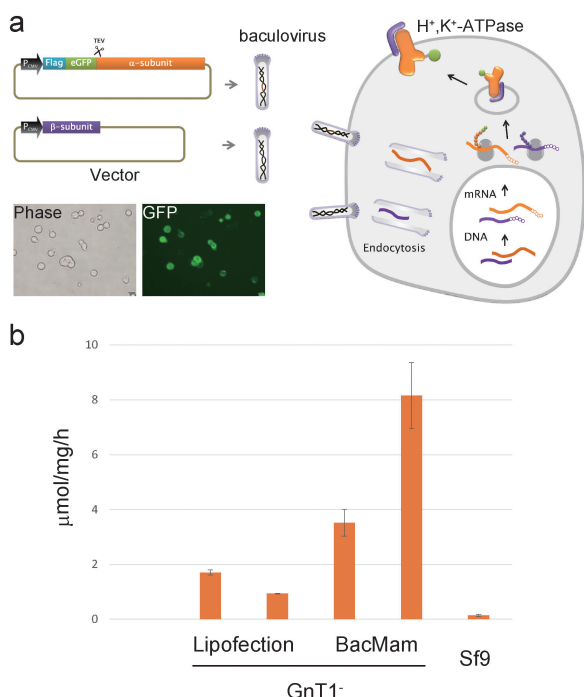 a
TEV
P CMV Flag eGFP α-subunit
baculovirus
H⁺,K⁺-ATPase
P CMV β-subunit
Vector
Phase
GFP
Endocytosis
mRNA
DNA
b
μmol/mg/h
10
8
6
4
2
0
Lipofection BacMam Sf9
GnT1⁻